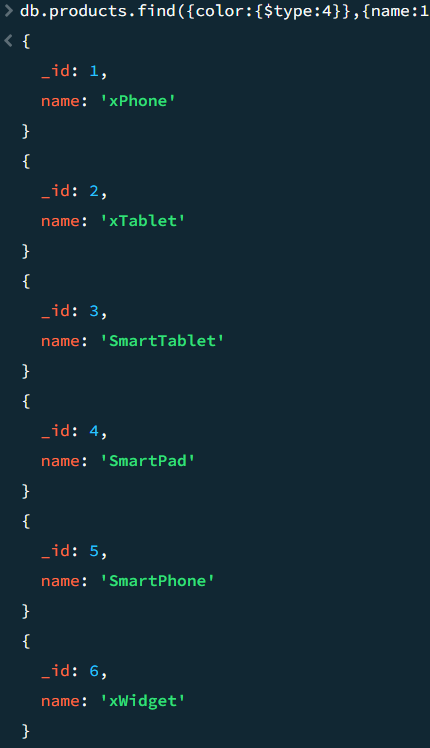 > db.products.find({color:{$type:4}},{name:1
< {
_id: 1,
name: 'xPhone'
}
{
_id: 2,
name: 'xTablet'
}
{
_id: 3,
name: 'SmartTablet'
}
{
_id: 4,
name: 'SmartPad'
}
{
_id: 5,
name: 'SmartPhone'
}
{
_id: 6,
name: 'xWidget'
}